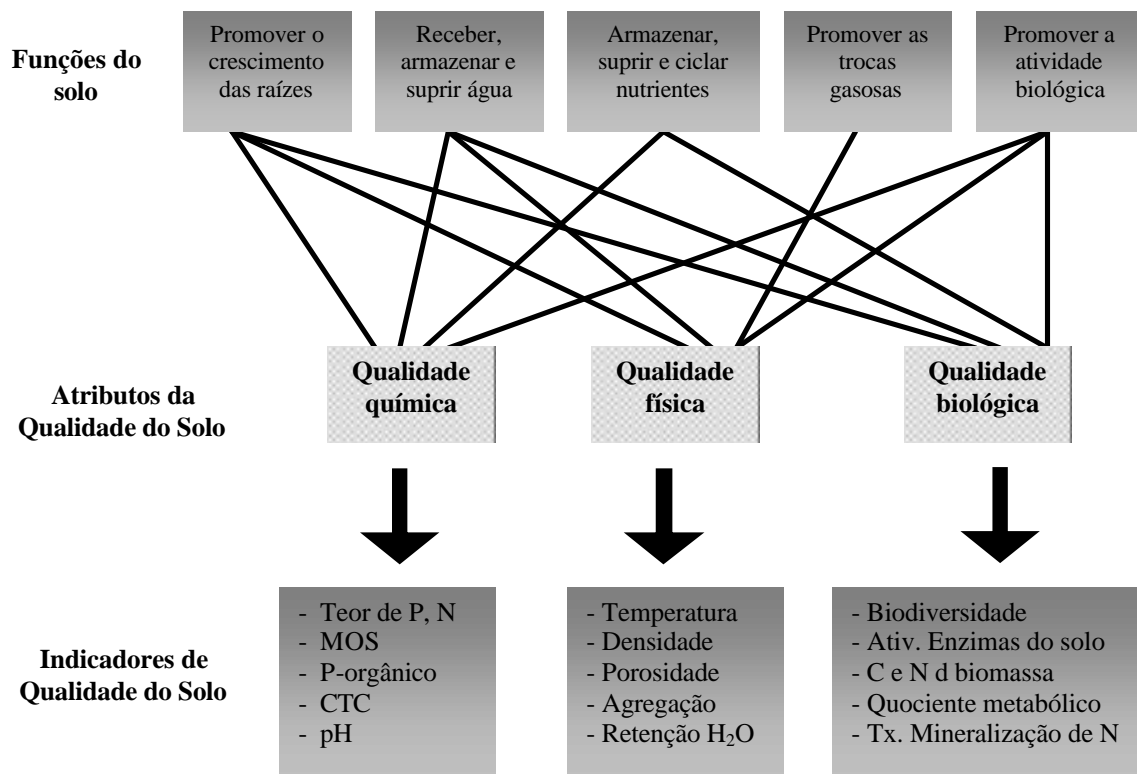 Funções do
solo
Promover o
crescimento
das raízes
Receber,
armazenar e
suprir água
Armazenar,
suprir e ciclar
nutrientes
Promover as
trocas
gasosas
Promover a
atividade
biológica
Atributos da
Qualidade do Solo
Qualidade
química
Qualidade
física
Qualidade
biológica
Indicadores de
Qualidade do Solo
- Teor de P, N
- MOS
- P-orgânico
- CTC
- pH
- Temperatura
- Densidade
- Porosidade
- Agregação
- Retenção H₂O
- Biodiversidade
- Ativ. Enzimas do solo
- C e N d biomassa
- Quociente metabólico
- Tx. Mineralização de N